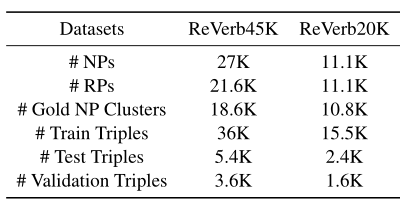 Datasets ReVerb45K ReVerb20K
# NPs 27K 11.1K
# RPs 21.6K 11.1K
# Gold NP Clusters 18.6K 10.8K
# Train Triples 36K 15.5K
# Test Triples 5.4K 2.4K
# Validation Triples 3.6K 1.6K